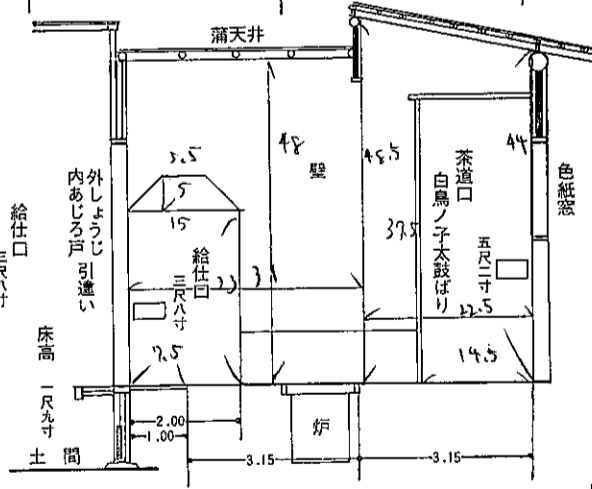 蒲天井
壁
48
48.5
44
37.5
茶道口
白鳥ノ子太鼓ばり
五尺二寸
色紙窓
22.5
14.5
5.5
5
15
給仕口
三尺八寸
33
7.5
外しょうじ
内あじろ戸 引違い
給仕口
三尺八寸
床高 一尺九寸
土間
炉
2.00
1.00
3.15
3.15